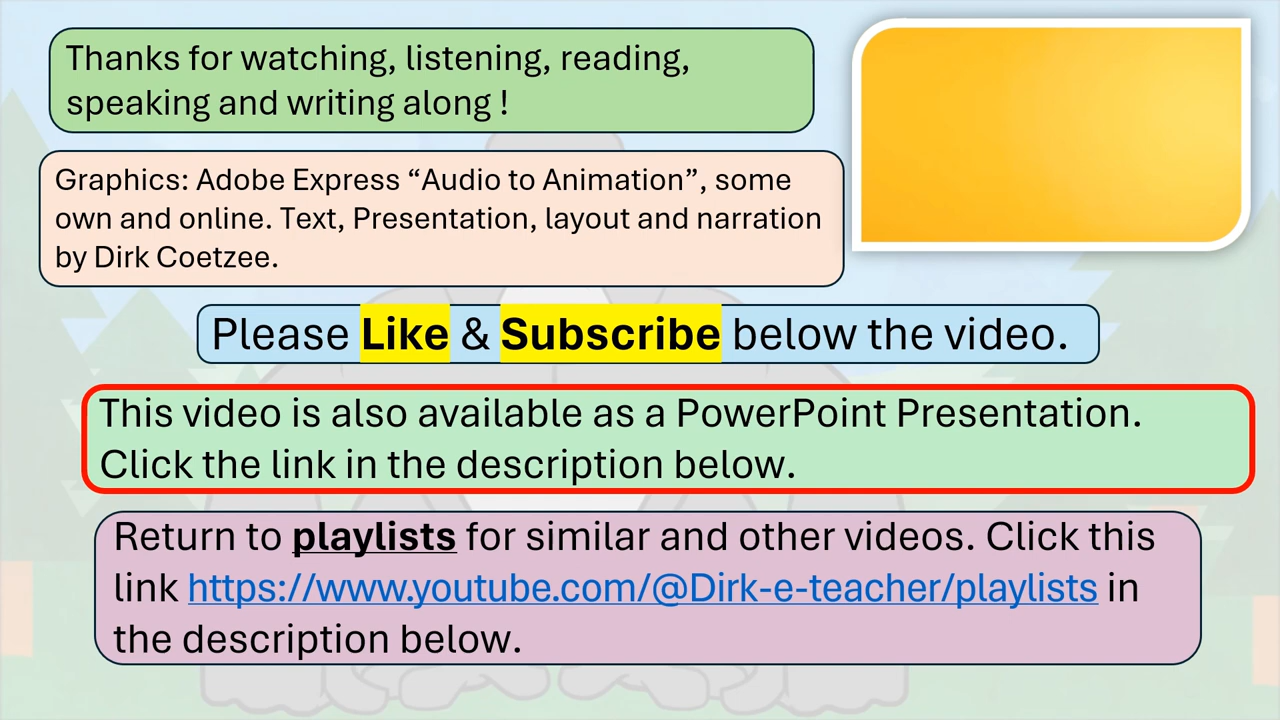 Thanks for watching, listening, reading,
speaking and writing along !
Graphics: Adobe Express “Audio to Animation”, some
own and online. Text, Presentation, layout and narration
by Dirk Coetzee.
Please Like & Subscribe below the video.
This video is also available as a PowerPoint Presentation.
Click the link in the description below.
Return to playlists for similar and other videos. Click this
link https://www.youtube.com/@Dirk-e-teacher/playlists in
the description below.